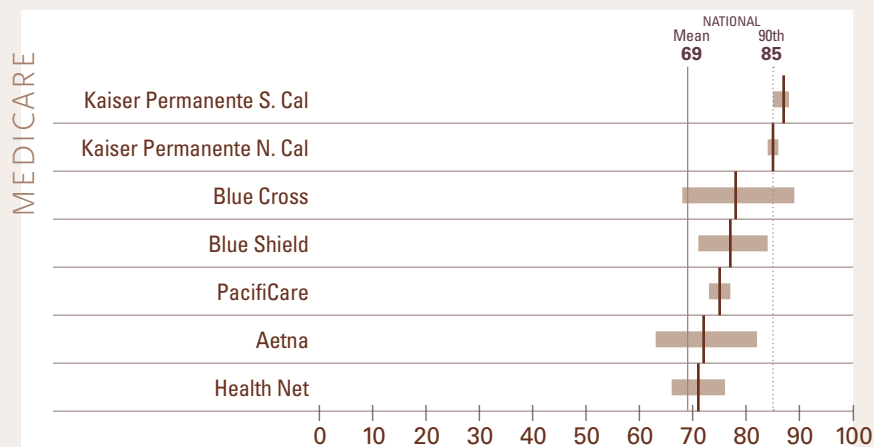 MEDICARE
NATIONAL
Mean 90th
69 85
Kaiser Permanente S. Cal
Kaiser Permanente N. Cal
Blue Cross
Blue Shield
PacifiCare
Aetna
Health Net
0 10 20 30 40 50 60 70 80 90 100